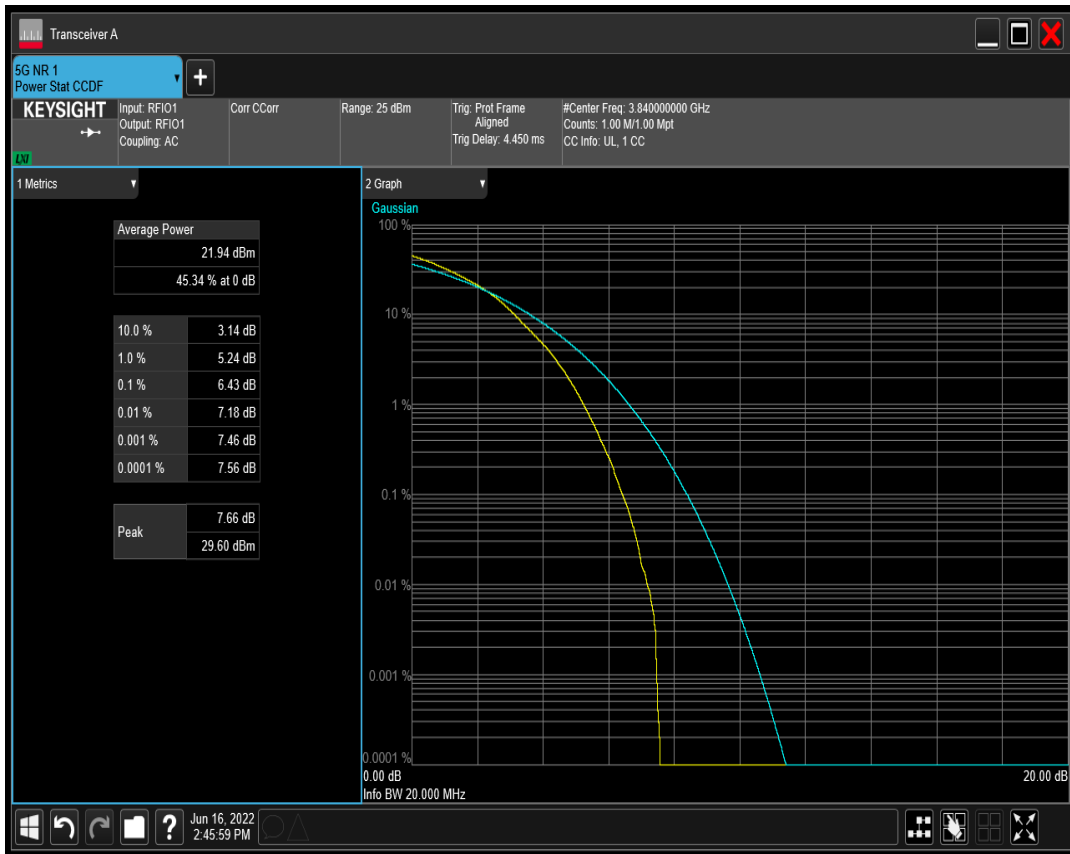 Transceiver A
5G NR 1
Power Stat CCDF
+
KEYSIGHT
LXI
Input: RFIO1
Output: RFIO1
Coupling: AC
Corr CCorr
Range: 25 dBm
Trig: Prot Frame
Aligned
Trig Delay: 4.450 ms
#Center Freq: 3.840000000 GHz
Counts: 1.00 M/1.00 Mpt
CC Info: UL, 1 CC
1 Metrics
Average Power
21.94 dBm
45.34 % at 0 dB
10.0 % 3.14 dB
1.0 % 5.24 dB
0.1 % 6.43 dB
0.01 % 7.18 dB
0.001 % 7.46 dB
0.0001 % 7.56 dB
Peak
7.66 dB
29.60 dBm
2 Graph
Gaussian
100 %
10 %
1 %
0.1 %
0.01 %
0.001 %
0.0001 %
0.00 dB 20.00 dB
Info BW 20.000 MHz
?
Jun 16, 2022
2:45:59 PM